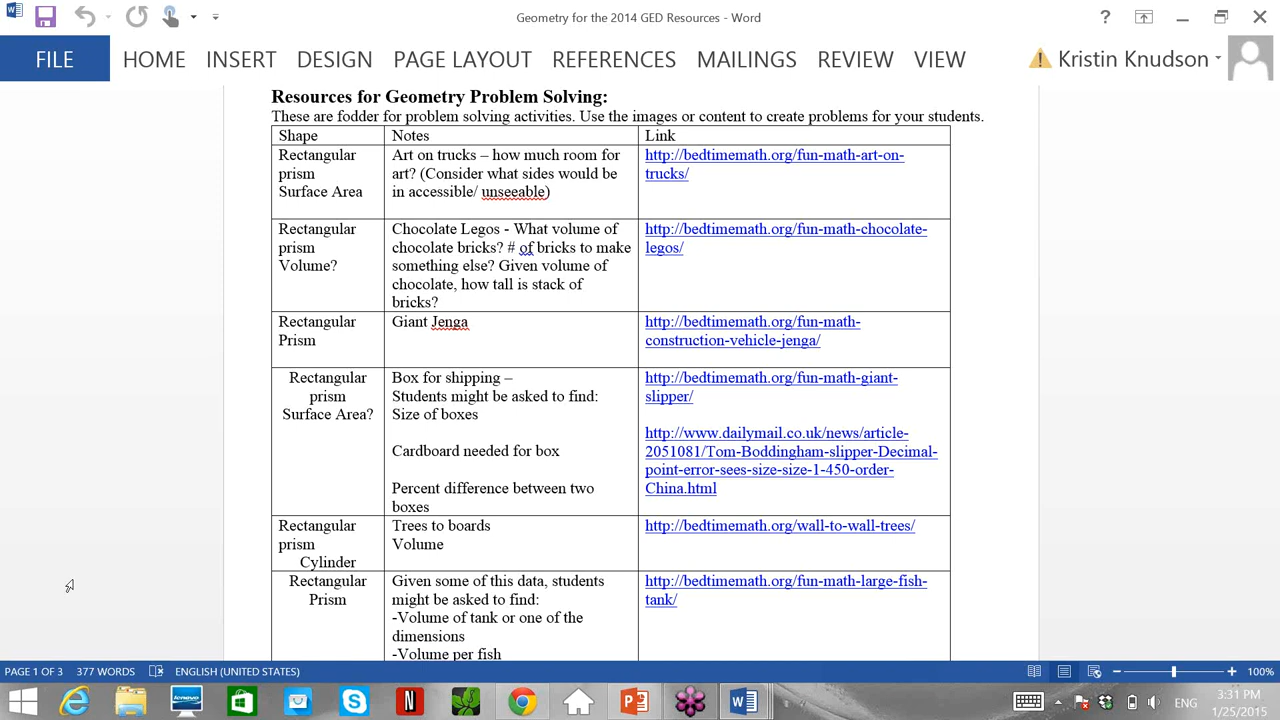 Geometry for the 2014 GED Resources - Word
FILE HOME INSERT DESIGN PAGE LAYOUT REFERENCES MAILINGS REVIEW VIEW Kristin Knudson
Resources for Geometry Problem Solving:
These are fodder for problem solving activities. Use the images or content to create problems for your students.
Shape Notes Link
Rectangular
prism
Surface Area
Art on trucks – how much room for
art? (Consider what sides would be
in accessible/ unseeable)
http://bedtimemath.org/fun-math-art-on-
trucks/
Rectangular
prism
Volume?
Chocolate Legos - What volume of
chocolate bricks? # of bricks to make
something else? Given volume of
chocolate, how tall is stack of
bricks?
http://bedtimemath.org/fun-math-chocolate-
legos/
Rectangular
Prism
Giant Jenga
http://bedtimemath.org/fun-math-
construction-vehicle-jenga/
Rectangular
prism
Surface Area?
Box for shipping –
Students might be asked to find:
Size of boxes
Cardboard needed for box
Percent difference between two
boxes
http://bedtimemath.org/fun-math-giant-
slipper/
http://www.dailymail.co.uk/news/article-
2051081/Tom-Boddingham-slipper-Decimal-
point-error-sees-size-size-1-450-order-
China.html
Rectangular
prism
Cylinder
Trees to boards
Volume
http://bedtimemath.org/wall-to-wall-trees/
Rectangular
Prism
Given some of this data, students
might be asked to find:
-Volume of tank or one of the
dimensions
-Volume per fish
http://bedtimemath.org/fun-math-large-fish-
tank/
PAGE 1 OF 3 377 WORDS ENGLISH (UNITED STATES) 100%
ENG
3:31 PM
1/25/2015